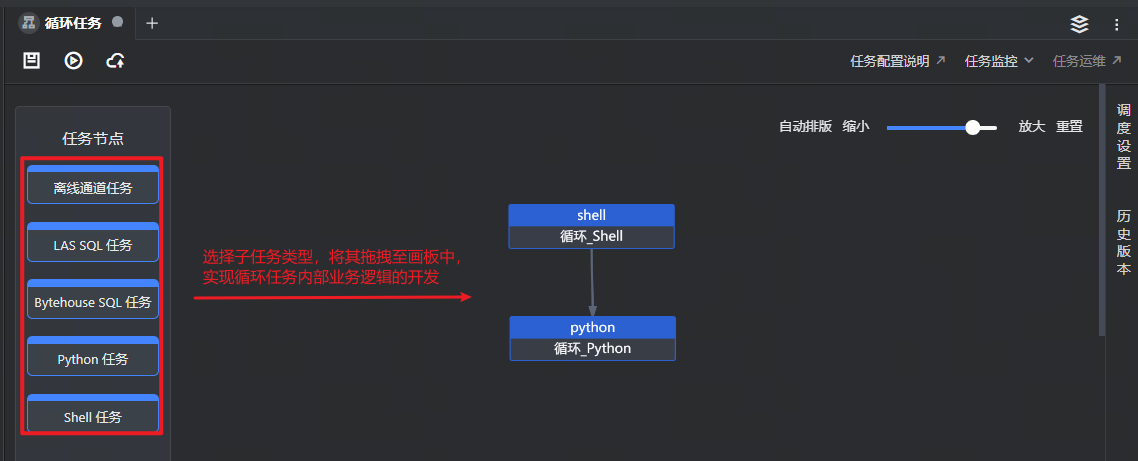 循环任务
任务配置说明
任务监控
任务运维
任务节点
离线通道任务
LAS SQL 任务
Bytehouse SQL 任务
Python 任务
Shell 任务
选择子任务类型，将其拖拽至画板中，
实现循环任务内部业务逻辑的开发
自动排版 缩小 放大 重置
shell
循环_Shell
python
循环_Python
调度设置
历史版本